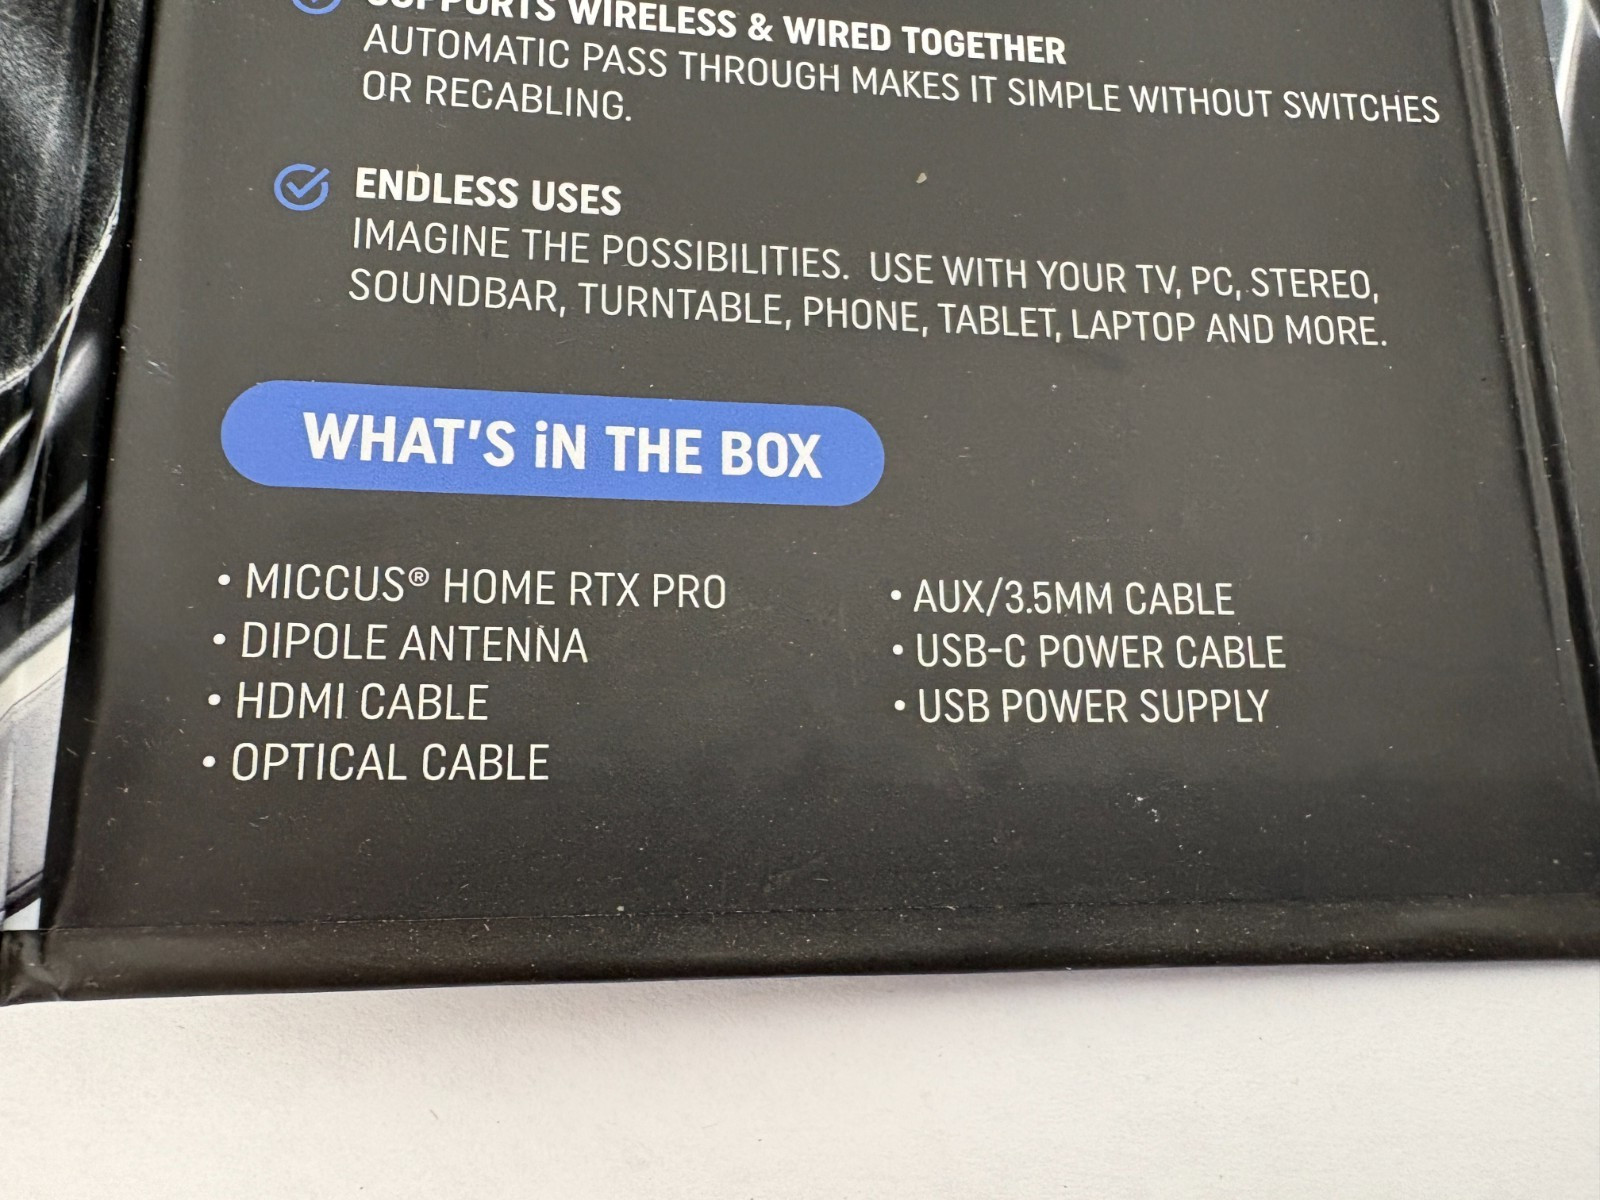 SUPPORTS WIRELESS & WIRED TOGETHER
AUTOMATIC PASS THROUGH MAKES IT SIMPLE WITHOUT SWITCHES
OR RECABLING.
ENDLESS USES
IMAGINE THE POSSIBILITIES. USE WITH YOUR TV, PC, STEREO,
SOUNDBAR, TURNTABLE, PHONE, TABLET, LAPTOP AND MORE.
WHAT'S iN THE BOX
• MICCUS® HOME RTX PRO
• DIPOLE ANTENNA
• HDMI CABLE
• OPTICAL CABLE
• AUX/3.5MM CABLE
• USB-C POWER CABLE
• USB POWER SUPPLY